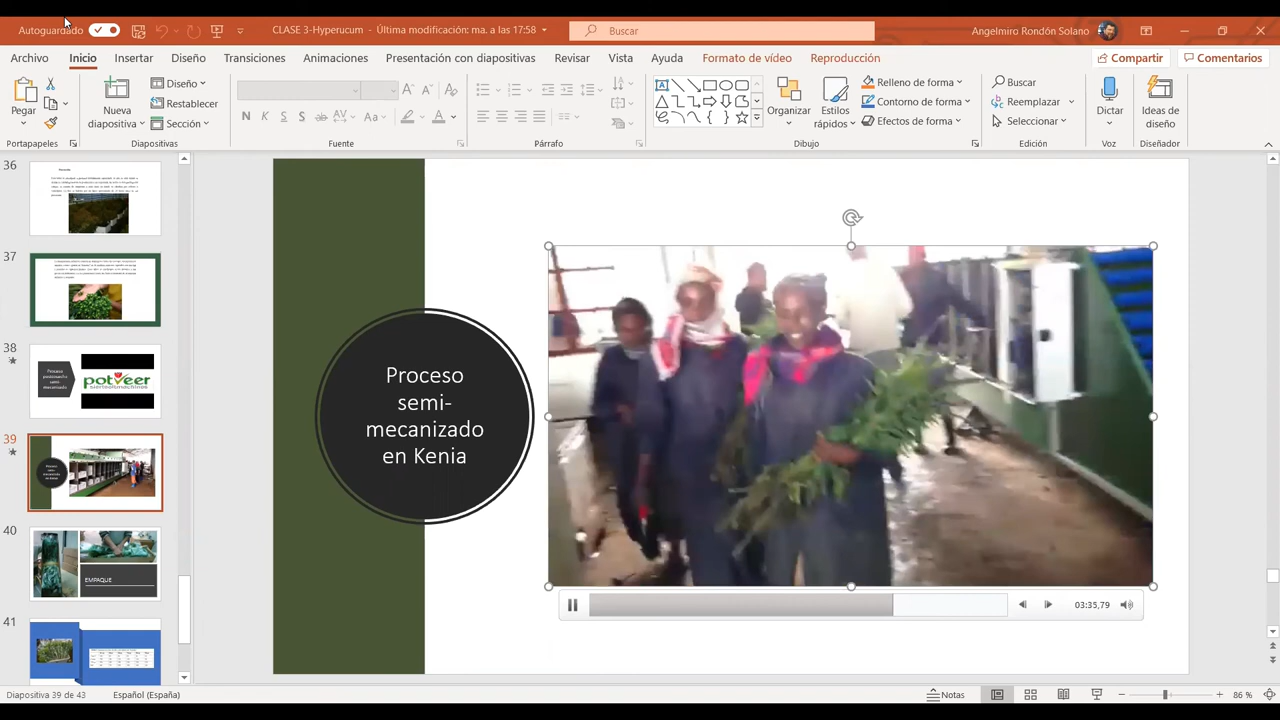 Autoguardado
CLASE 3-Hyperucum - Última modificación: ma. a las 17:58
Buscar
Angelmiro Rondón Solano
Archivo
Inicio
Insertar
Diseño
Transiciones
Animaciones
Presentación con diapositivas
Revisar
Vista
Ayuda
Formato de vídeo
Reproducción
Compartir
Comentarios
Pegar
Portapapeles
Nueva
diapositiva
Diseño
Restablecer
Sección
Diapositivas
N
S
S
ab
AV
Aa
A
Fuente
Párrafo
Organizar
Estilos
rápidos
Relleno de forma
Contorno de forma
Efectos de forma
Dibujo
Buscar
Reemplazar
Seleccionar
Edición
Dictar
Voz
Ideas de
diseño
Diseñador
36
37
38
potveer
39
40
EMPAQUE
41
Proceso
semi-
mecanizado
en Kenia
03:35,79
Diapositiva 39 de 43
Español (España)
Notas
86 %